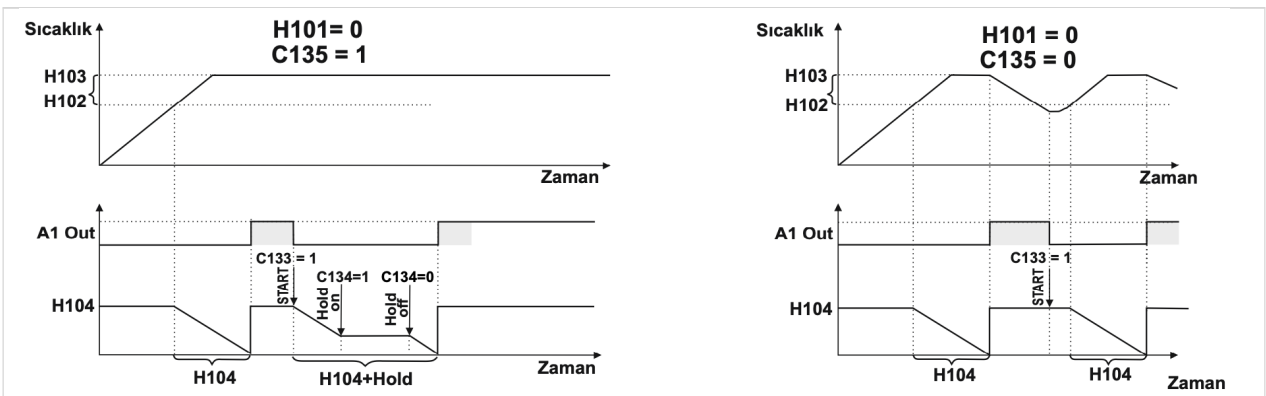 Sıcaklık
H101= 0
C135 = 1
H103
H102
Zaman
A1 Out
C133 = 1
START
C134=1
Hold
on
C134=0
Hold
off
H104
H104
H104+Hold
Zaman
Sıcaklık
H101 = 0
C135 = 0
H103
H102
Zaman
A1 Out
C133 = 1
START
H104
H104
H104
Zaman